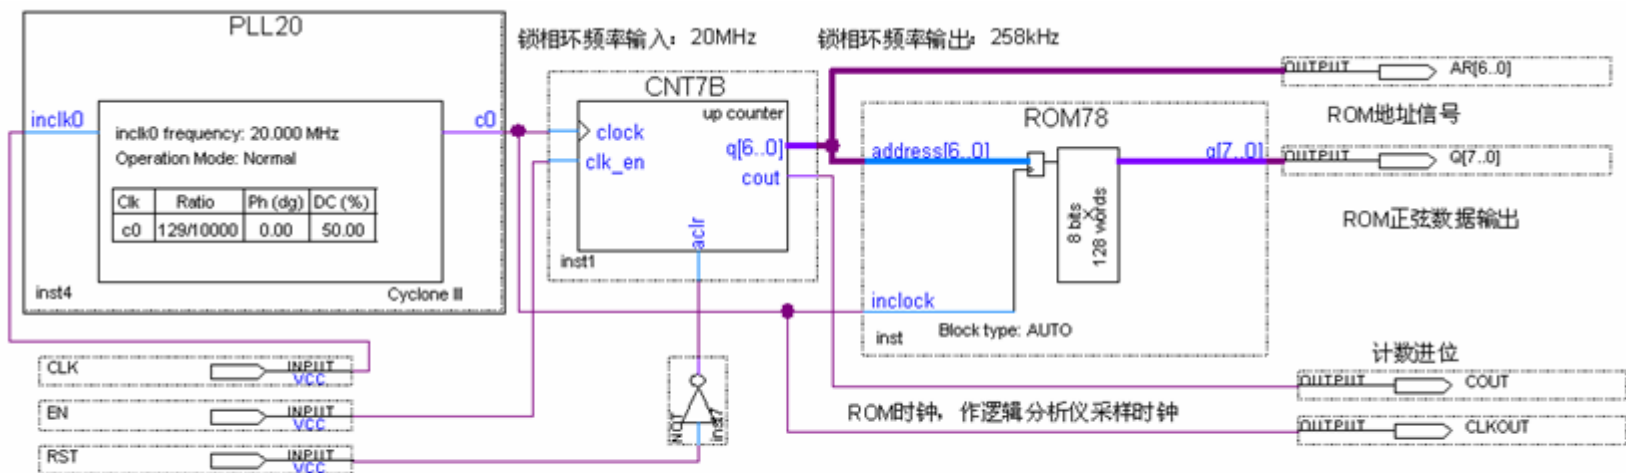 PLL20
锁相环频率输入：20MHz
锁相环频率输出：258kHz
inclk0
c0
inclk0 frequency: 20.000 MHz
Operation Mode: Normal
Clk Ratio Ph (dg) DC (%)
c0 129/10000 0.00 50.00
inst4
Cyclone III
CNT7B
up counter
clock
clk_en
q[6..0]
cout
aclr
inst1
ROM78
address[6..0]
q[7..0]
8 bits
×
128 words
inclock
inst
Block type: AUTO
OUTPUT
AR[6..0]
ROM地址信号
OUTPUT
Q[7..0]
ROM正弦数据输出
计数进位
OUTPUT
COUT
ROM时钟，作逻辑分析仪采样时钟
OUTPUT
CLKOUT
CLK
INPUT
VCC
EN
INPUT
VCC
RST
INPUT
VCC
NOT
inst7